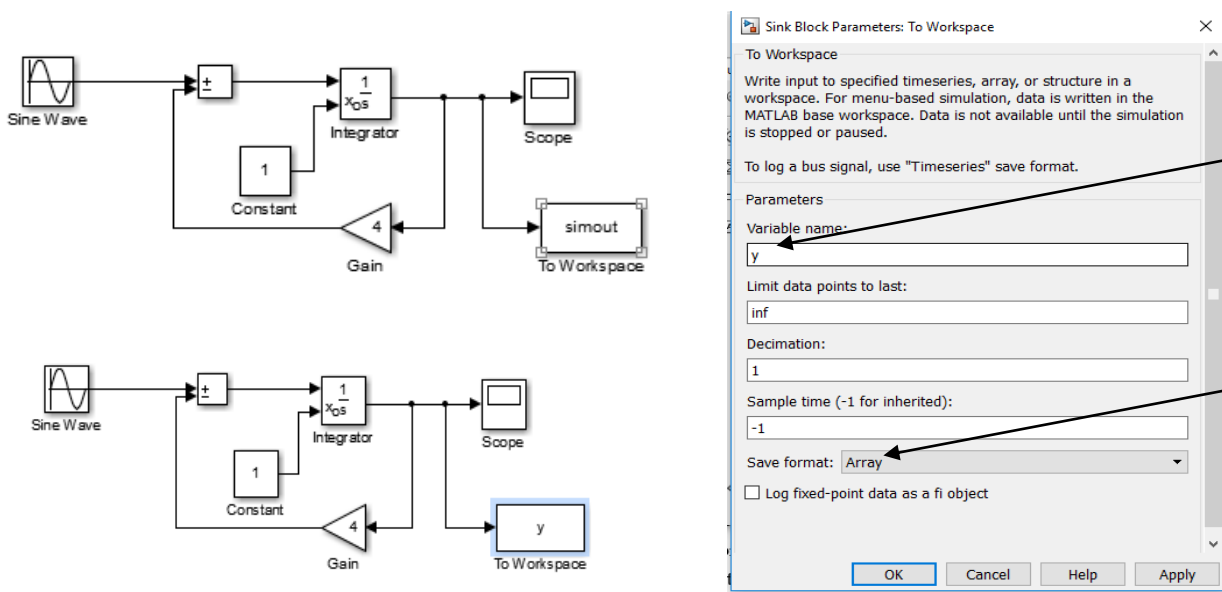 ±
1
x₀s
Sine Wave
Integrator
Scope
1
Constant
4
simout
Gain
To Workspace
±
1
x₀s
Sine Wave
Integrator
Scope
1
Constant
4
y
Gain
To Workspace
Sink Block Parameters: To Workspace
To Workspace
Write input to specified timeseries, array, or structure in a
workspace. For menu-based simulation, data is written in the
MATLAB base workspace. Data is not available until the simulation
is stopped or paused.
To log a bus signal, use "Timeseries" save format.
Parameters
Variable name:
y
Limit data points to last:
inf
Decimation:
1
Sample time (-1 for inherited):
-1
Save format: Array
Log fixed-point data as a fi object
OK Cancel Help Apply